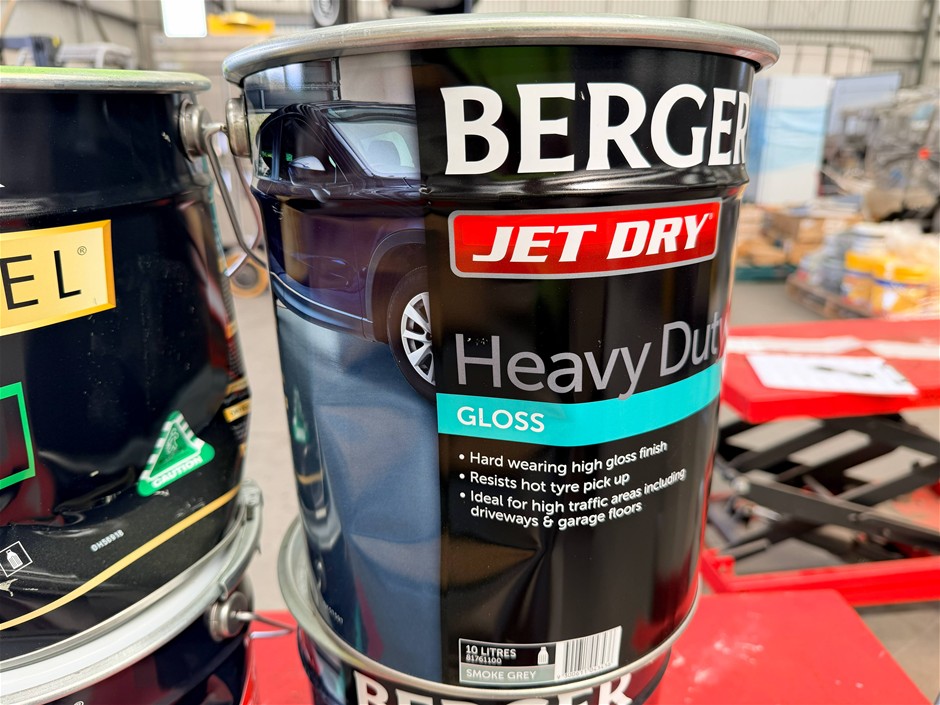 BERGER
JET DRY®
Heavy Duty
GLOSS
• Hard wearing high gloss finish
• Resists hot tyre pick up
• Ideal for high traffic areas including
driveways & garage floors
10 LITRES
81761100
SMOKE GREY
BERGER
EL®
CAUTION